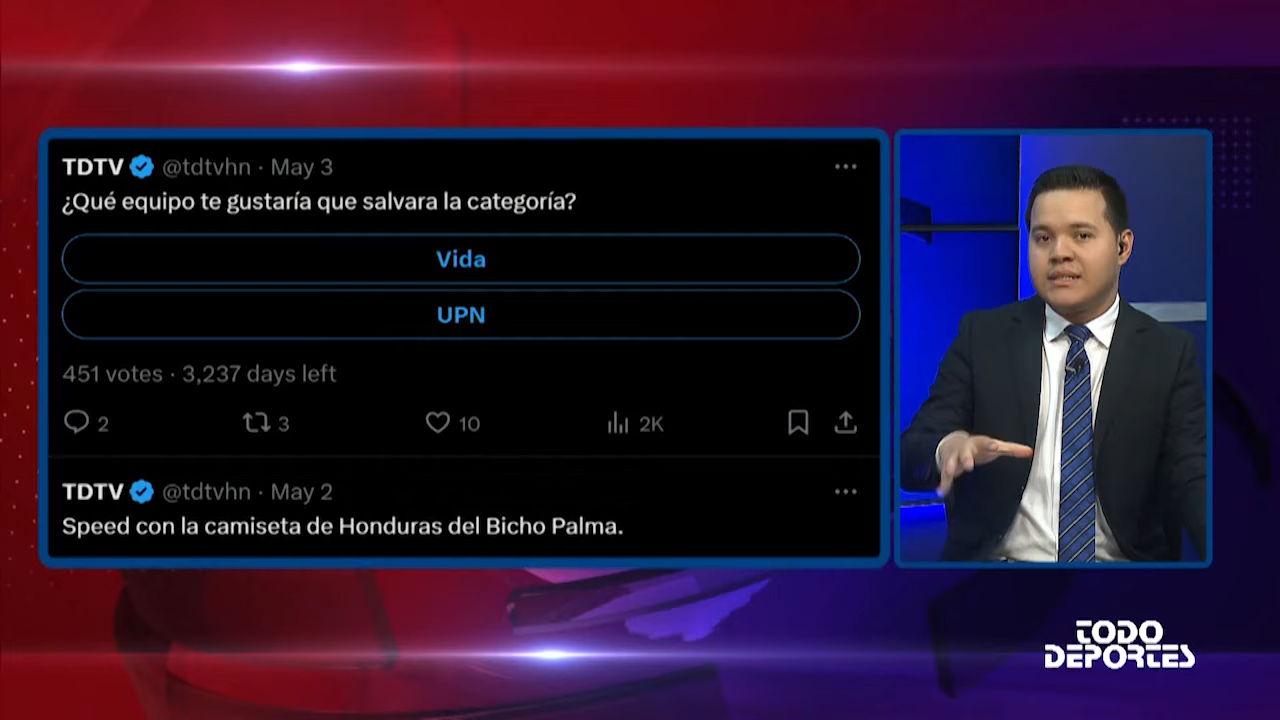 TDTV @tdtvhn · May 3
¿Qué equipo te gustaría que salvara la categoría?
Vida
UPN
451 votes · 3,237 days left
2 3 10 2K
TDTV @tdtvhn · May 2
Speed con la camiseta de Honduras del Bicho Palma.
TODO
DEPORTES